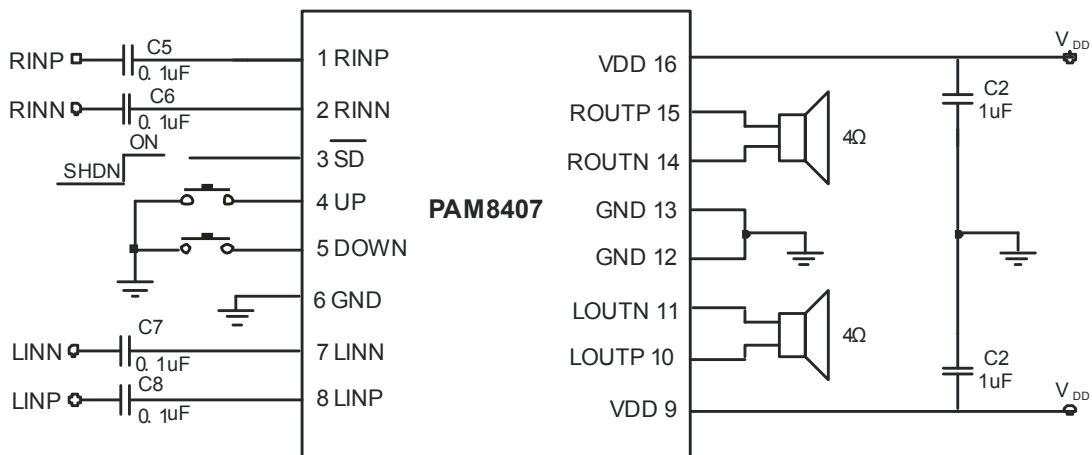 RINP
C5
0.1uF
1 RINP
RINN
C6
0.1uF
2 RINN
SHDN
ON
3 SD
4 UP
5 DOWN
6 GND
LINN
C7
0.1uF
7 LINN
LINP
C8
0.1uF
8 LINP
PAM8407
VDD 16
VDD
C2
1uF
ROUTP 15
4Ω
ROUTN 14
GND 13
GND 12
LOUTN 11
4Ω
LOUTP 10
C2
1uF
VDD 9
VDD